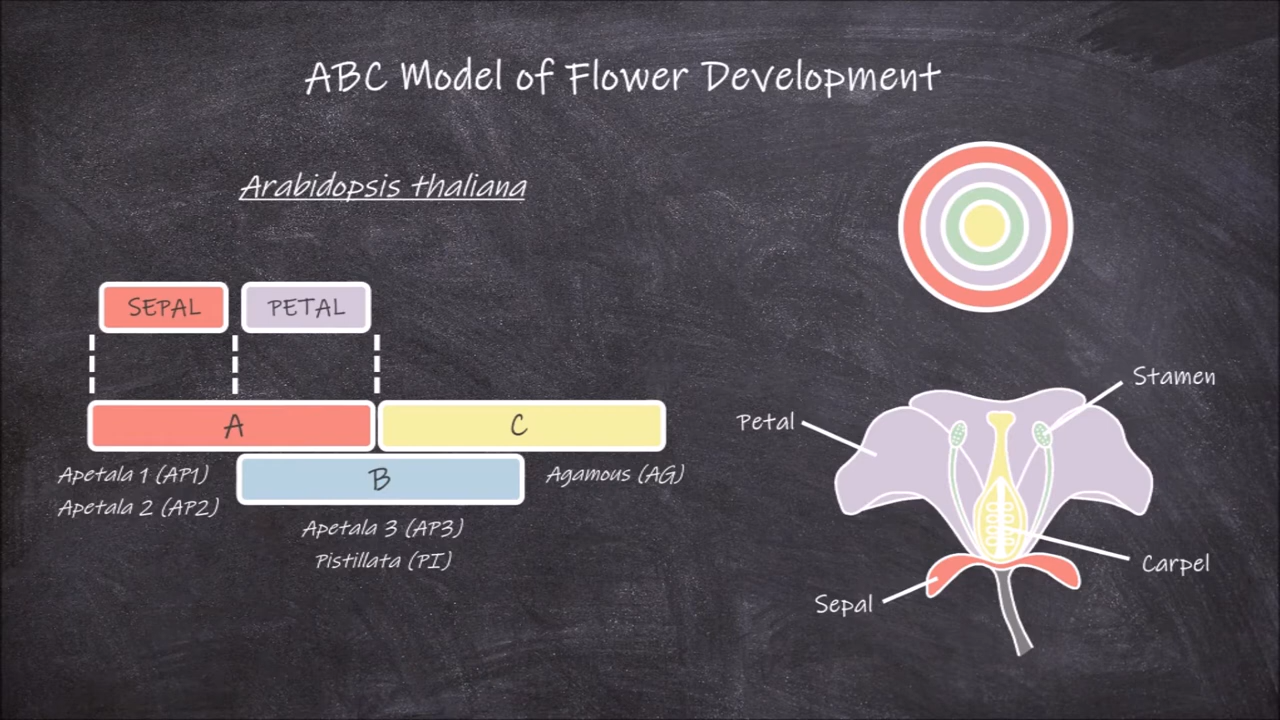 ABC Model of Flower Development
Arabidopsis thaliana
SEPAL
PETAL
A
C
B
Apetala 1 (AP1)
Apetala 2 (AP2)
Agamous (AG)
Apetala 3 (AP3)
Pistillata (PI)
Stamen
Petal
Carpel
Sepal